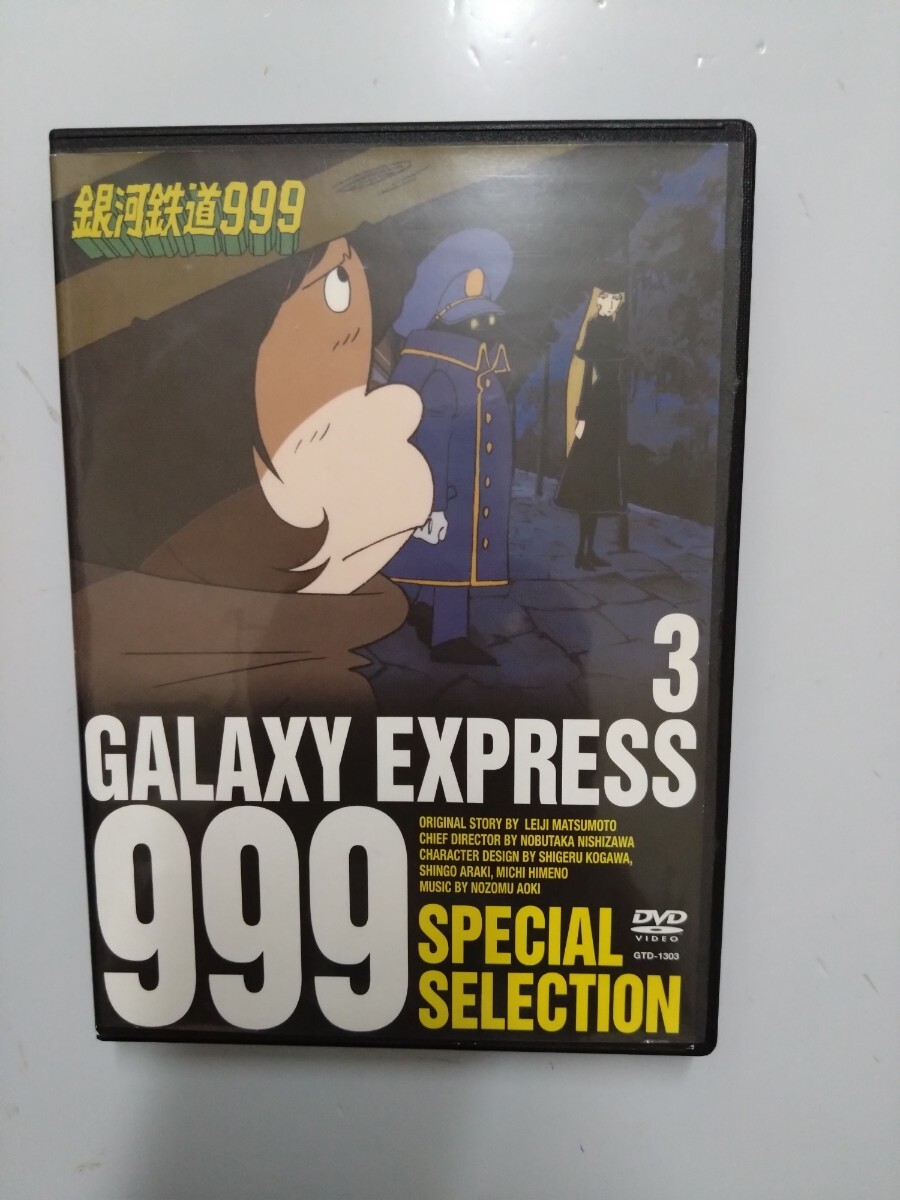 銀河鉄道999
3
GALAXY EXPRESS
999
ORIGINAL STORY BY LEIJI MATSUMOTO
CHIEF DIRECTOR BY NOBUTAKA NISHIZAWA
CHARACTER DESIGN BY SHIGERU KOGAWA,
SHINGO ARAKI, MICHI HIMENO
MUSIC BY NOZOMU AOKI
SPECIAL
SELECTION
DVD
VIDEO
GTD-1303